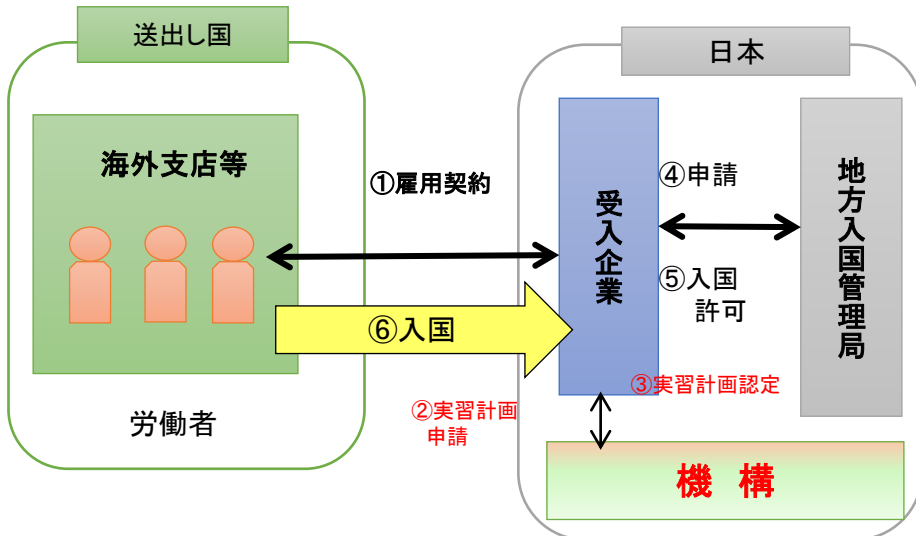 送出し国
日本
海外支店等
①雇用契約
受入企業
④申請
⑤入国
許可
地方入国管理局
⑥入国
労働者
②実習計画
申請
③実習計画認定
機 構